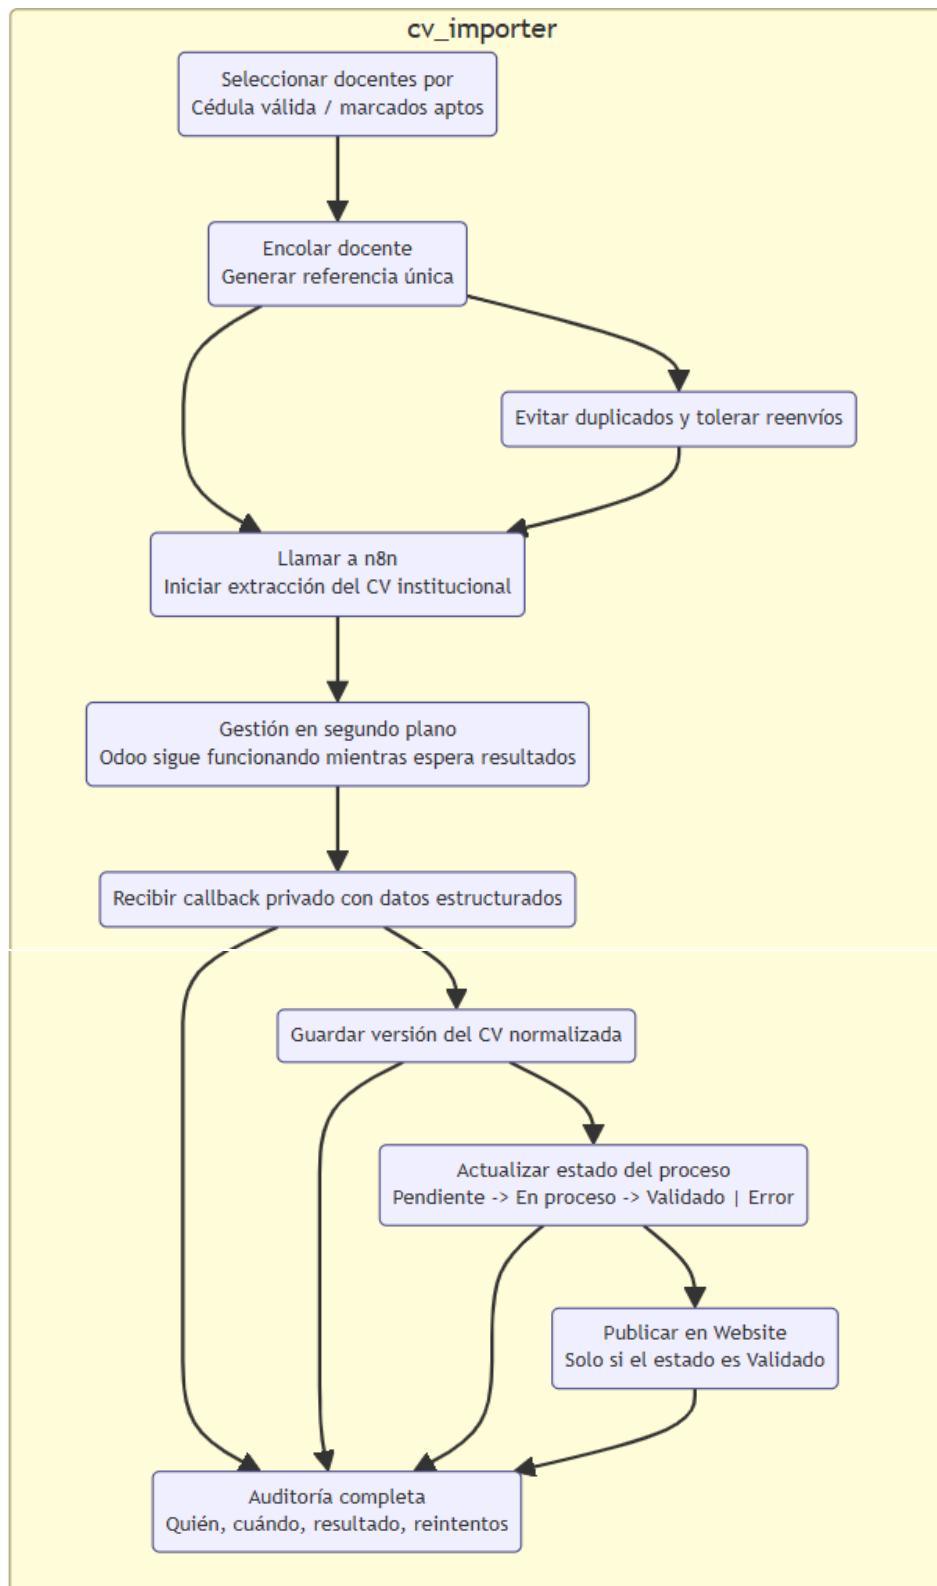 cv_importer
Seleccionar docentes por
Cédula válida / marcados aptos
Encolar docente
Generar referencia única
Evitar duplicados y tolerar reenvíos
Llamar a n8n
Iniciar extracción del CV institucional
Gestión en segundo plano
Odoo sigue funcionando mientras espera resultados
Recibir callback privado con datos estructurados
Guardar versión del CV normalizada
Actualizar estado del proceso
Pendiente -> En proceso -> Validado | Error
Publicar en Website
Solo si el estado es Validado
Auditoría completa
Quién, cuándo, resultado, reintentos